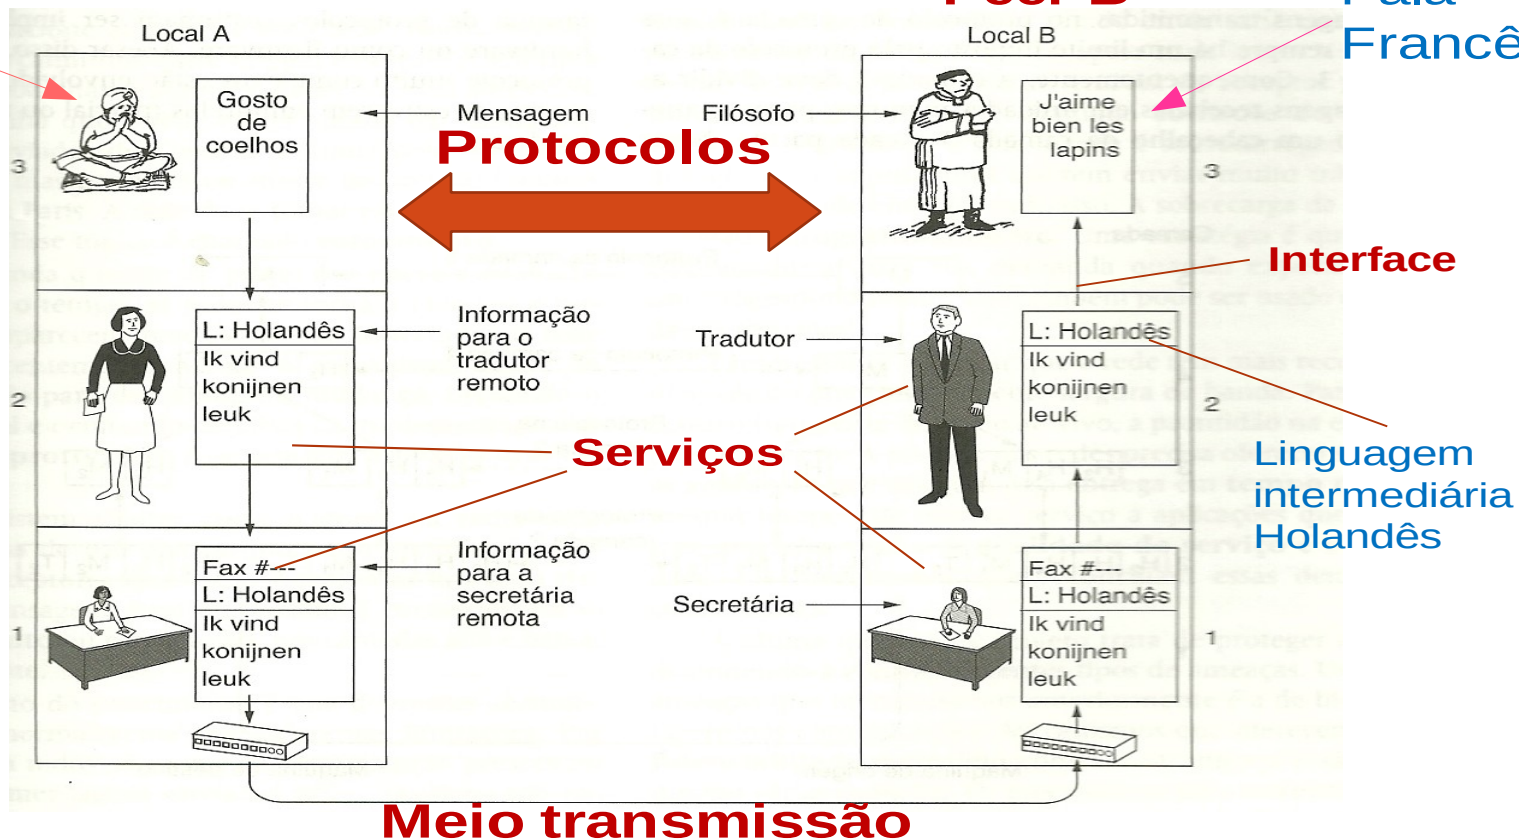 Peer B
Fala
Francê
Local A
Local B
Gosto
de
coelhos
Mensagem
Filósofo
J'aime
bien les
lapins
Protocolos
3
3
Interface
L: Holandês
Ik vind
konijnen
leuk
Informação
para o
tradutor
remoto
Tradutor
L: Holandês
Ik vind
konijnen
leuk
2
2
Serviços
Linguagem
intermediária
Holandês
Fax #---
L: Holandês
Ik vind
konijnen
leuk
Informação
para a
secretária
remota
Secretária
Fax #---
L: Holandês
Ik vind
konijnen
leuk
1
1
Meio transmissão